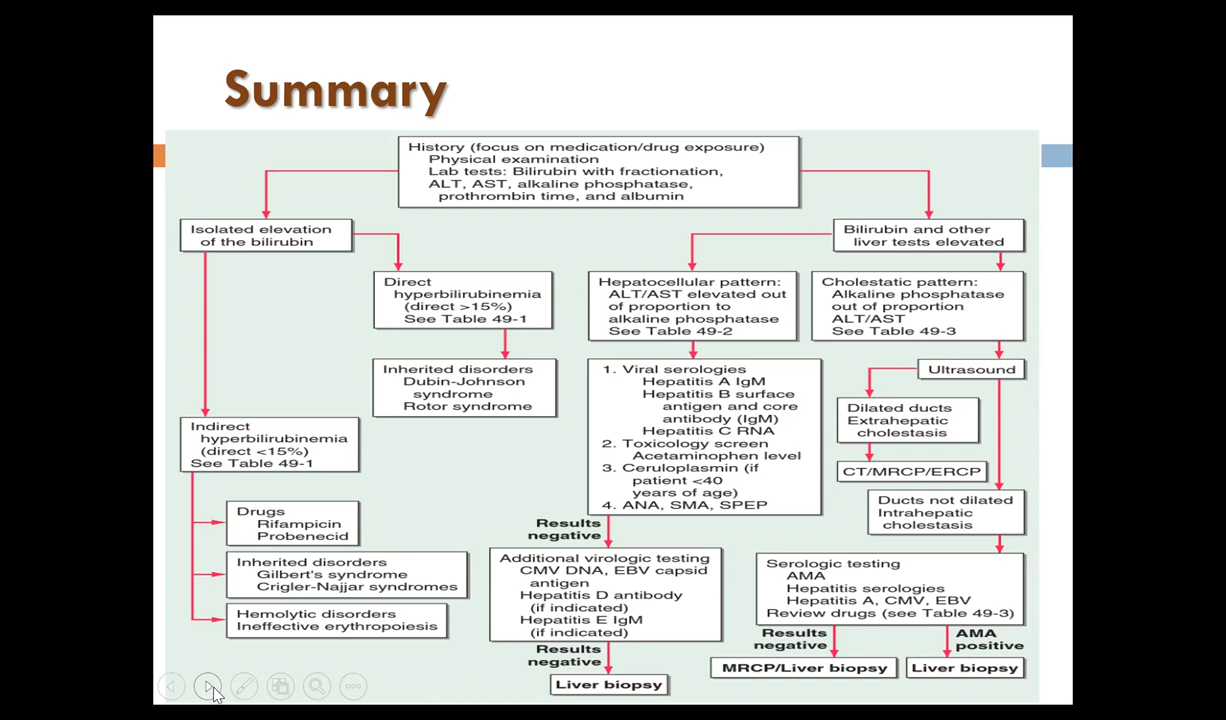 Summary
History (focus on medication/drug exposure)
Physical examination
Lab tests: Bilirubin with fractionation,
ALT, AST, alkaline phosphatase,
prothrombin time, and albumin
Isolated elevation
of the bilirubin
Bilirubin and other
liver tests elevated
Direct
hyperbilirubinemia
(direct >15%)
See Table 49-1
Hepatocellular pattern:
ALT/AST elevated out
of proportion to
alkaline phosphatase
See Table 49-2
Cholestatic pattern:
Alkaline phosphatase
out of proportion
ALT/AST
See Table 49-3
Inherited disorders
Dubin-Johnson
syndrome
Rotor syndrome
1. Viral serologies
Hepatitis A IgM
Hepatitis B surface
antigen and core
antibody (IgM)
Hepatitis C RNA
2. Toxicology screen
Acetaminophen level
3. Ceruloplasmin (if
patient <40
years of age)
4. ANA, SMA, SPEP
Ultrasound
Dilated ducts
Extrahepatic
cholestasis
CT/MRCP/ERCP
Ducts not dilated
Intrahepatic
cholestasis
Indirect
hyperbilirubinemia
(direct <15%)
See Table 49-1
Drugs
Rifampicin
Probenecid
Inherited disorders
Gilbert's syndrome
Crigler-Najjar syndromes
Hemolytic disorders
Ineffective erythropoiesis
Results
negative
Additional virologic testing
CMV DNA, EBV capsid
antigen
Hepatitis D antibody
(if indicated)
Hepatitis E IgM
(if indicated)
Results
negative
Liver biopsy
Serologic testing
AMA
Hepatitis serologies
Hepatitis A, CMV, EBV
Review drugs (see Table 49-3)
Results
negative
AMA
positive
MRCP/Liver biopsy
Liver biopsy